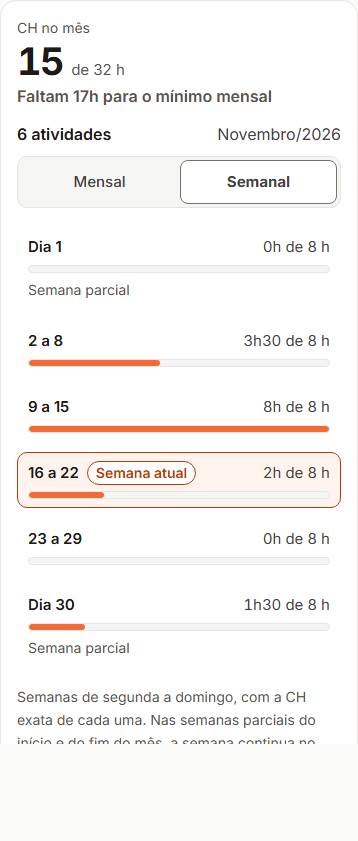 CH no mês
15 de 32 h
Faltam 17h para o mínimo mensal
6 atividades Novembro/2026
Mensal Semanal
Dia 1 0h de 8 h
Semana parcial
2 a 8 3h30 de 8 h
9 a 15 8h de 8 h
16 a 22 Semana atual 2h de 8 h
23 a 29 0h de 8 h
Dia 30 1h30 de 8 h
Semana parcial
Semanas de segunda a domingo, com a CH
exata de cada uma. Nas semanas parciais do
início e do fim do mês, a semana continua no